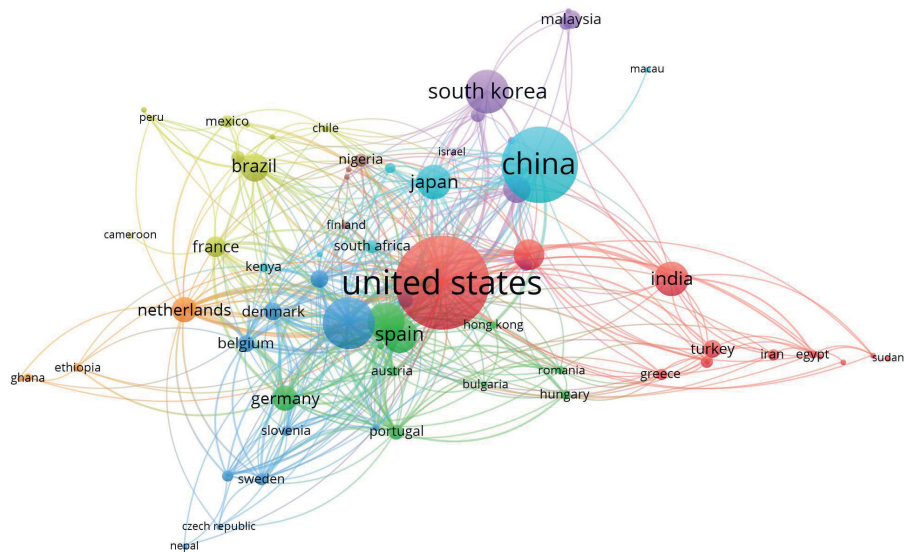 malaysia
macau
south korea
peru
mexico
chile
israel
nigeria
china
brazil
japan
finland
cameroon
france
south africa
kenya
india
united states
netherlands
denmark
hong kong
spain
belgium
turkey
iran
egypt
sudan
ghana
ethiopia
austria
romania
greece
bulgaria
hungary
germany
slovenia
portugal
sweden
czech republic
nepal